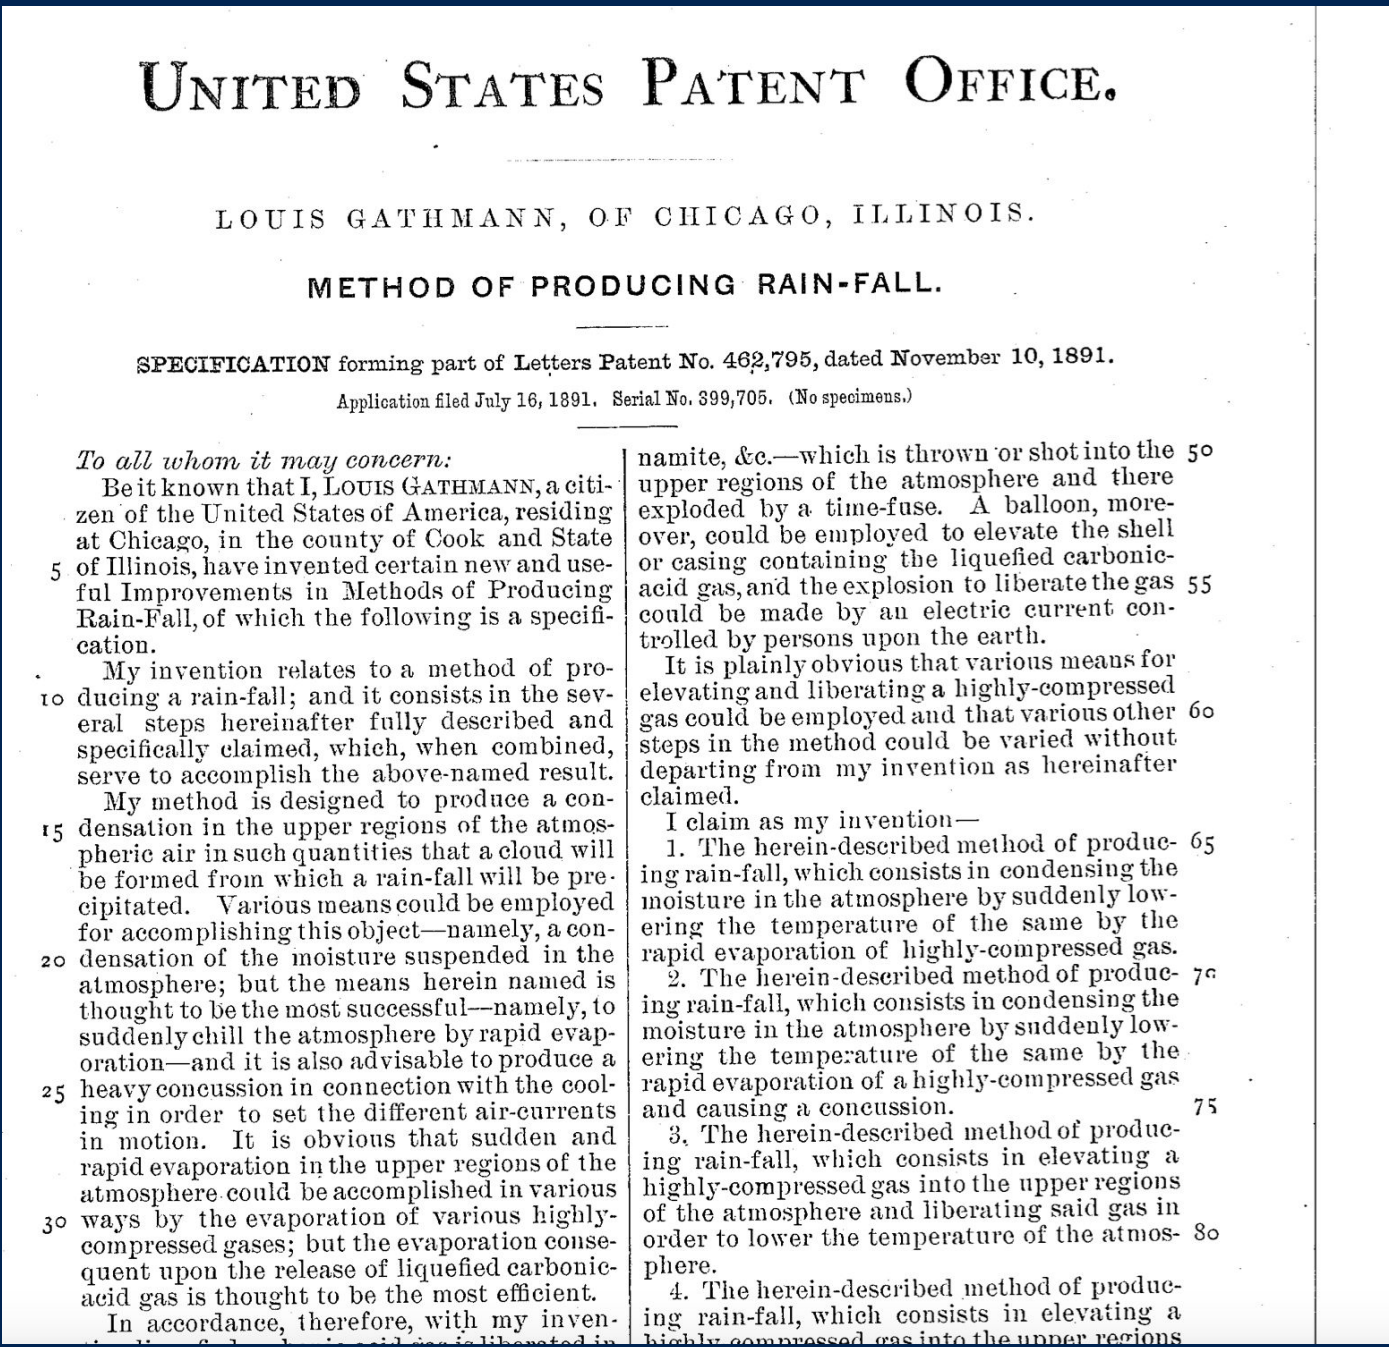 UNITED STATES PATENT OFFICE.
LOUIS GATHMANN, OF CHICAGO, ILLINOIS.
METHOD OF PRODUCING RAIN-FALL.
SPECIFICATION forming part of Letters Patent No. 462,795, dated November 10, 1891.
Application filed July 16, 1891. Serial No. 399,705. (No specimens.)
To all whom it may concern:
Be it known that I, LOUIS GATHMANN, a citi-
zen of the United States of America, residing
at Chicago, in the county of Cook and State
5 of Illinois, have invented certain new and use-
ful Improvements in Methods of Producing
Rain-Fall, of which the following is a specifi-
cation.
My invention relates to a method of pro-
10 ducing a rain-fall; and it consists in the sev-
eral steps hereinafter fully described and
specifically claimed, which, when combined,
serve to accomplish the above-named result.
My method is designed to produce a con-
15 densation in the upper regions of the atmos-
pheric air in such quantities that a cloud will
be formed from which a rain-fall will be pre-
cipitated. Various means could be employed
for accomplishing this object—namely, a con-
20 densation of the moisture suspended in the
atmosphere; but the means herein named is
thought to be the most successful—namely, to
suddenly chill the atmosphere by rapid evap-
oration—and it is also advisable to produce a
25 heavy concussion in connection with the cool-
ing in order to set the different air-currents
in motion. It is obvious that sudden and
rapid evaporation in the upper regions of the
atmosphere could be accomplished in various
30 ways by the evaporation of various highly-
compressed gases; but the evaporation conse-
quent upon the release of liquefied carbonic-
acid gas is thought to be the most efficient.
In accordance, therefore, with my inven-
namite, &c.—which is thrown or shot into the 50
upper regions of the atmosphere and there
exploded by a time-fuse. A balloon, more-
over, could be employed to elevate the shell
or casing containing the liquefied carbonic-
acid gas, and the explosion to liberate the gas 55
could be made by an electric current con-
trolled by persons upon the earth.
It is plainly obvious that various means for
elevating and liberating a highly-compressed
gas could be employed and that various other 60
steps in the method could be varied without
departing from my invention as hereinafter
claimed.
I claim as my invention—
1. The herein-described method of produc- 65
ing rain-fall, which consists in condensing the
moisture in the atmosphere by suddenly low-
ering the temperature of the same by the
rapid evaporation of highly-compressed gas.
2. The herein-described method of produc- 70
ing rain-fall, which consists in condensing the
moisture in the atmosphere by suddenly low-
ering the temperature of the same by the
rapid evaporation of a highly-compressed gas
and causing a concussion. 75
3. The herein-described method of produc-
ing rain-fall, which consists in elevating a
highly-compressed gas into the upper regions
of the atmosphere and liberating said gas in
order to lower the temperature of the atmos- 80
phere.
4. The herein-described method of produc-
ing rain-fall, which consists in elevating a
highly compressed gas into the upper regions